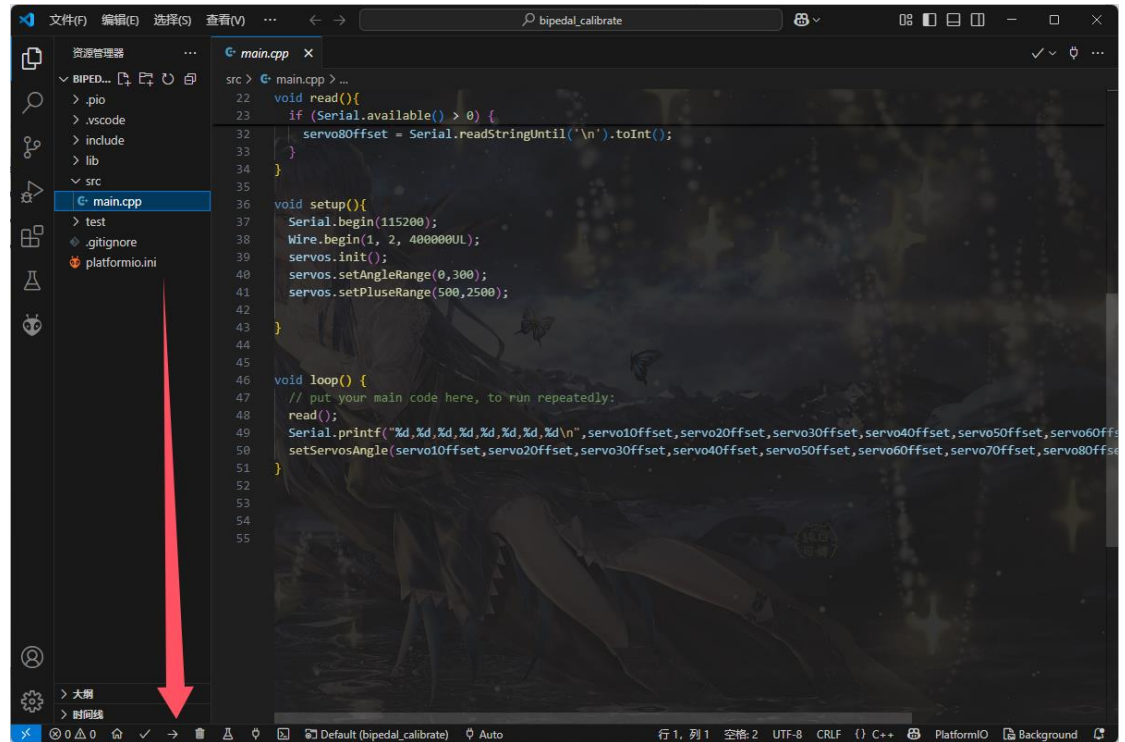 文件(F) 编辑(E) 选择(S) 查看(V) ··· bipedal_calibrate
资源管理器 ···
BIPED...
.pio
.vscode
include
lib
src
main.cpp
test
.gitignore
platformio.ini
大纲
时间线
main.cpp
src > main.cpp > ...
22 void read(){
23 if (Serial.available() > 0) {
32 servo8Offset = Serial.readStringUntil('\n').toInt();
33 }
34 }
35
36 void setup(){
37 Serial.begin(115200);
38 Wire.begin(1, 2, 400000UL);
39 servos.init();
40 servos.setAngleRange(0,300);
41 servos.setPluseRange(500,2500);
42
43 }
44
45
46 void loop() {
47 // put your main code here, to run repeatedly:
48 read();
49 Serial.printf("%d,%d,%d,%d,%d,%d,%d,%d\n",servo1Offset,servo2Offset,servo3Offset,servo4Offset,servo5Offset,servo6Offs
50 setServosAngle(servo1Offset,servo2Offset,servo3Offset,servo4Offset,servo5Offset,servo6Offset,servo7Offset,servo8Offse
51 }
52
53
54
55
0 0 Default (bipedal_calibrate) Auto 行 1，列 1 空格: 2 UTF-8 CRLF {} C++ PlatformIO Background